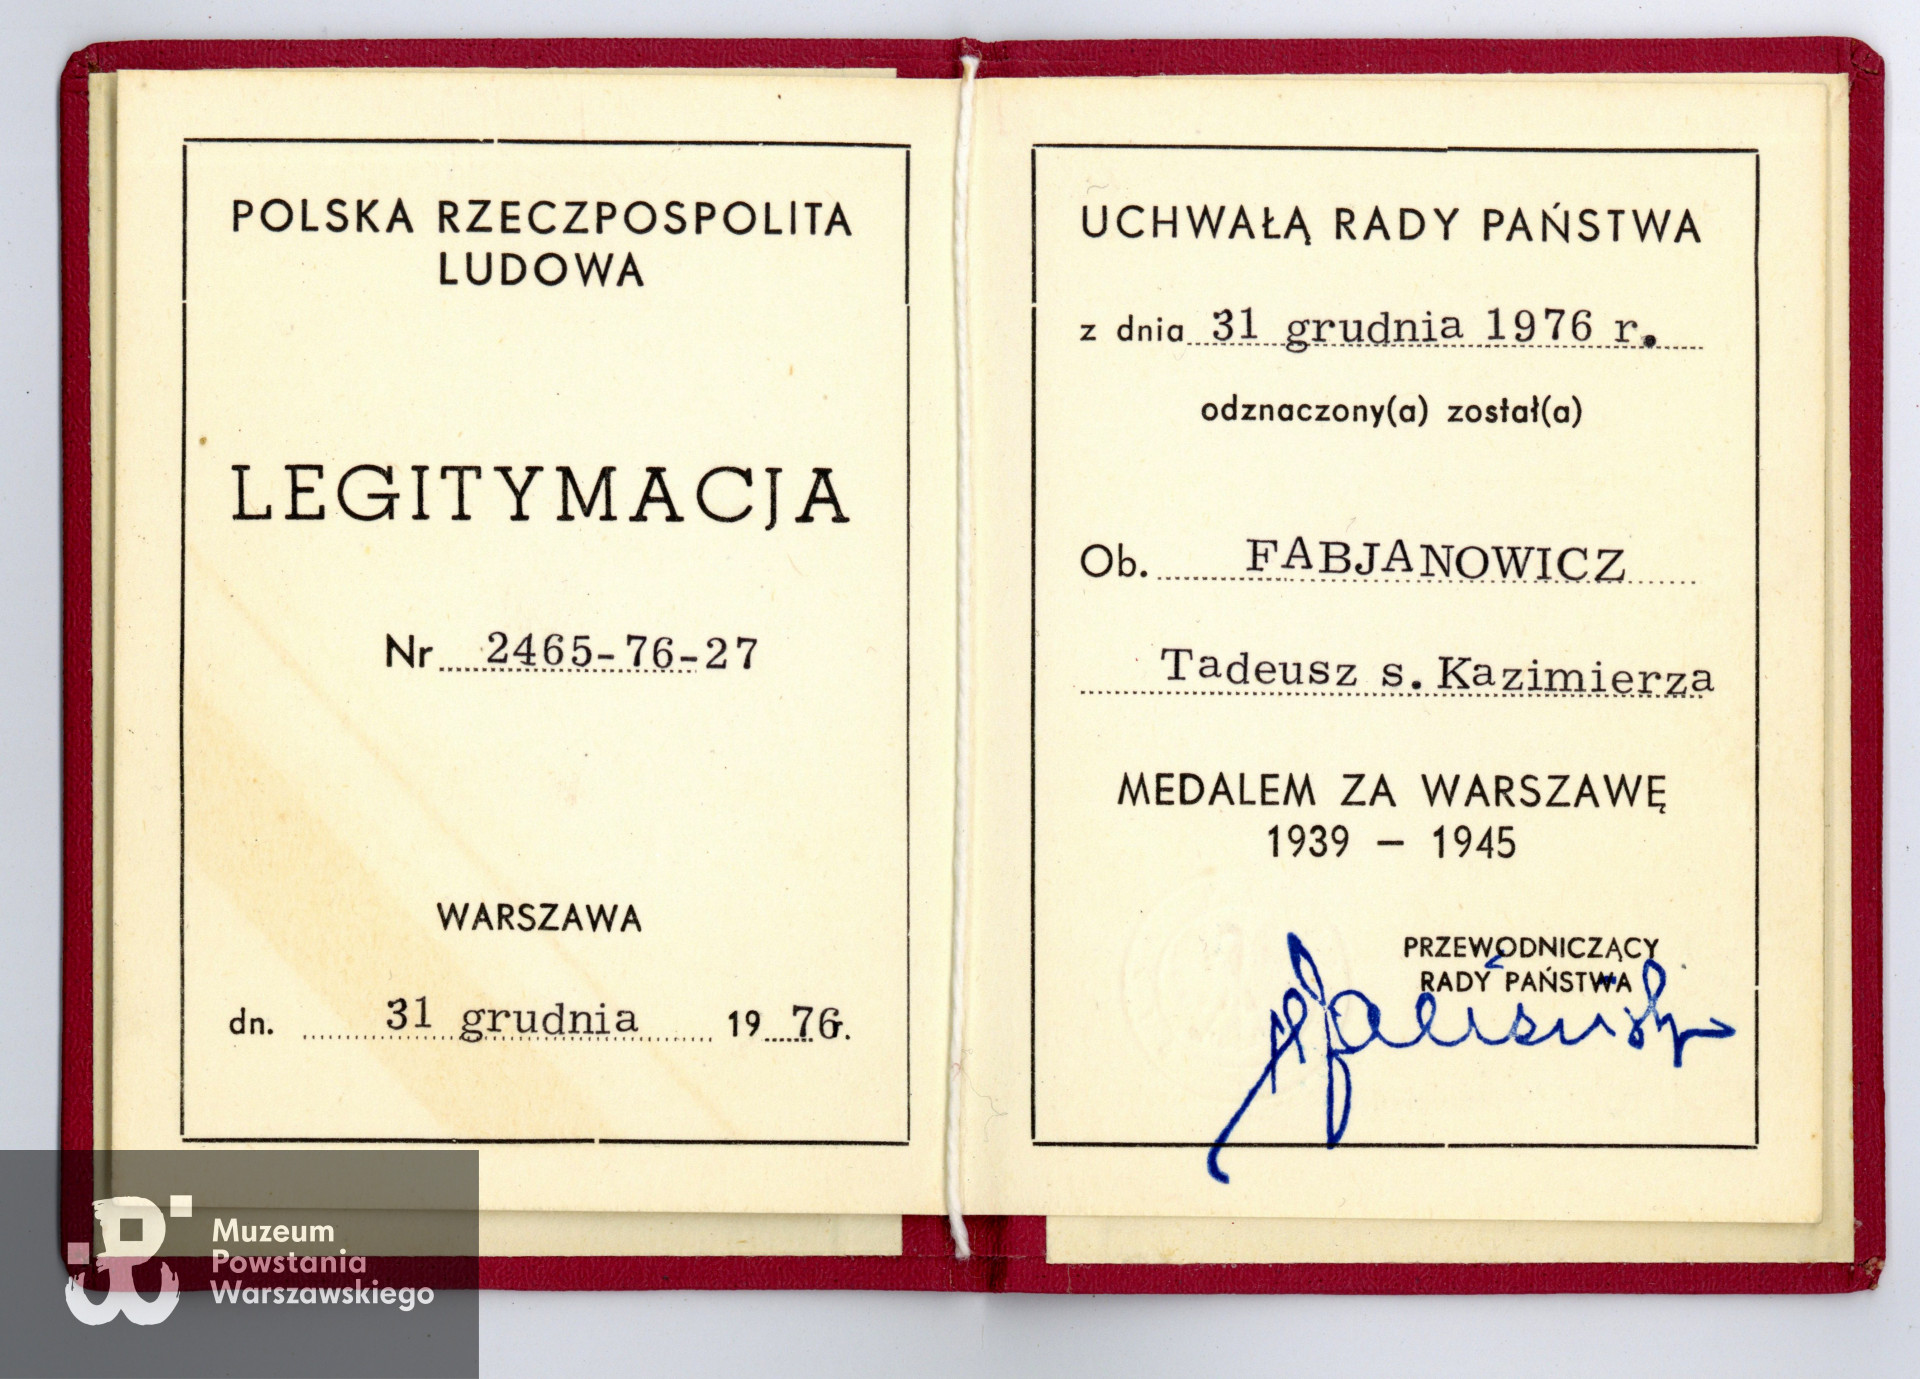 POLSKA RZECZPOSPOLITA
LUDOWA
LEGITYMACJA
Nr 2465-76-27
WARSZAWA
dn. 31 grudnia 1976r.
UCHWAŁĄ RADY PAŃSTWA
z dnia 31 grudnia 1976 r.
odznaczony(a) został(a)
Ob. FABJANOWICZ
Tadeusz s. Kazimierza
MEDALEM ZA WARSZAWĘ
1939 — 1945
PRZEWODNICZĄCY
RADY PAŃSTWA
Muzeum
Powstania
Warszawskiego